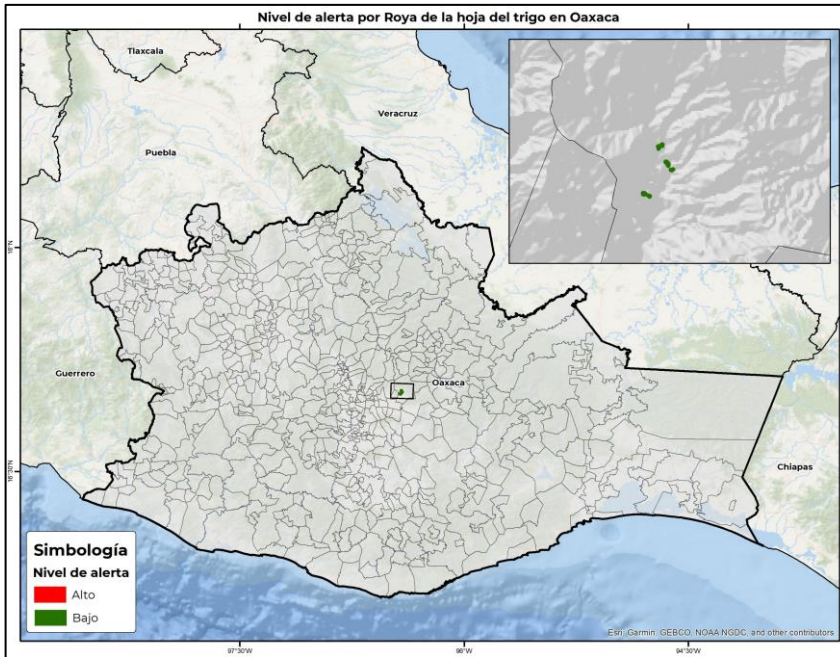 Nivel de alerta por Roya de la hoja del trigo en Oaxaca
Tlaxcala
Veracruz
Puebla
18°N
Guerrero
Oaxaca
16°30'N
Chiapas
Simbología
Nivel de alerta
Alto
Bajo
Esri, Garmin, GEBCO, NOAA NGDC, and other contributors
97°30'W
96°W
94°30'W